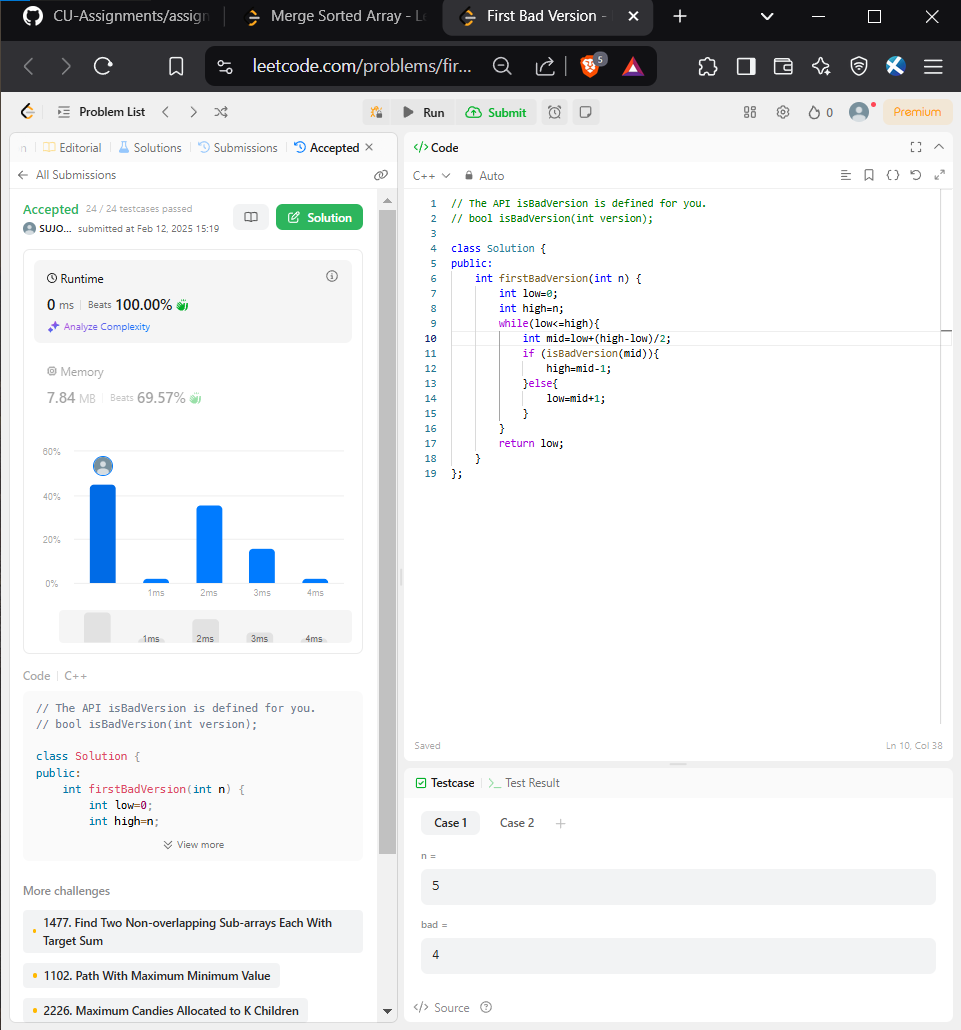 CU-Assignments/assign
Merge Sorted Array - L
First Bad Version -
leetcode.com/problems/fir...
5
Problem List
Run
Submit
0
Premium
Editorial
Solutions
Submissions
Accepted
All Submissions
Accepted 24 / 24 testcases passed
SUJO... submitted at Feb 12, 2025 15:19
Solution
Runtime
0 ms Beats 100.00%
Analyze Complexity
Memory
7.84 MB Beats 69.57%
60%
40%
20%
0%
1ms 2ms 3ms 4ms
1ms 2ms 3ms 4ms
Code C++
// The API isBadVersion is defined for you.
// bool isBadVersion(int version);
class Solution {
public:
int firstBadVersion(int n) {
int low=0;
int high=n;
View more
More challenges
1477. Find Two Non-overlapping Sub-arrays Each With
Target Sum
1102. Path With Maximum Minimum Value
2226. Maximum Candies Allocated to K Children
</> Code
C++ Auto
1 // The API isBadVersion is defined for you.
2 // bool isBadVersion(int version);
3
4 class Solution {
5 public:
6 int firstBadVersion(int n) {
7 int low=0;
8 int high=n;
9 while(low<=high){
10 int mid=low+(high-low)/2;
11 if (isBadVersion(mid)){
12 high=mid-1;
13 }else{
14 low=mid+1;
15 }
16 }
17 return low;
18 }
19 };
Saved
Ln 10, Col 38
Testcase
Test Result
Case 1 Case 2 +
n =
5
bad =
4
</> Source